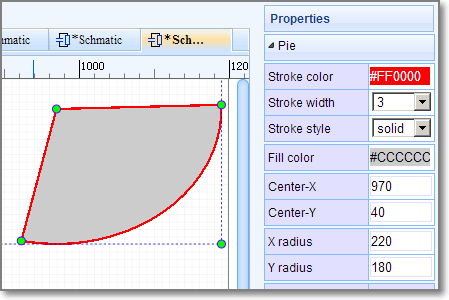 Properties
Pie
matic
*Schmatic
*Sch...
1000
120
Stroke color #FF0000
Stroke width 3
Stroke style solid
Fill color #CCCCCC
Center-X 970
Center-Y 40
X radius 220
Y radius 180